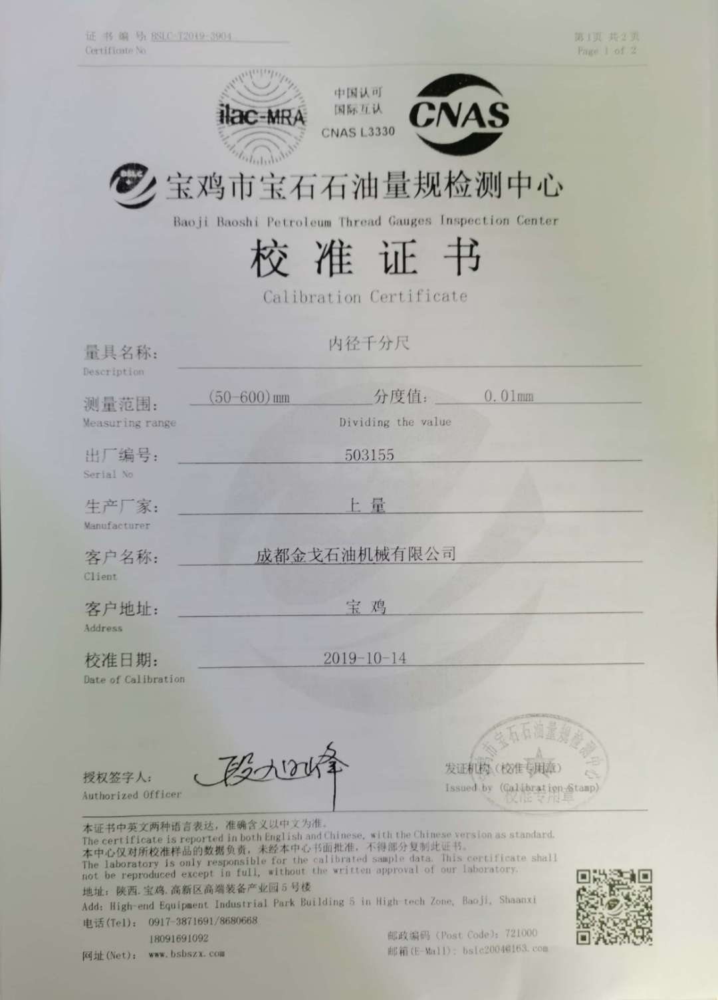 证 书 编 号: BSLC-T2019-3904
第1页 共2页
Certificate No
Page 1 of 2
ilac-MRA
中国认可
国际互认
CNAS L3330
CNAS
BSLC
宝鸡市宝石石油量规检测中心
Baoji Baoshi Petroleum Thread Gauges Inspection Center
校准证书
Calibration Certificate
量具名称: 内径千分尺
Description
测量范围: (50-600)mm 分度值: 0.01mm
Measuring range Dividing the value
出厂编号: 503155
Serial No
生产厂家: 上 量
Manufacturer
客户名称: 成都金戈石油机械有限公司
Client
客户地址: 宝 鸡
Address
校准日期: 2019-10-14
Date of Calibration
宝鸡市宝石石油量规检测中心
校准专用章
授权签字人:
发证机构(校准专用章)
Authorized Officer
Issued by (Calibration Stamp)
本证书中英文两种语言表达，准确含义以中文为准。
The certificate is reported in both English and Chinese, with the Chinese version as standard.
本中心仅对所校准样品的数据负责，未经本中心书面批准，不得部分复制此证书。
The laboratory is only responsible for the calibrated sample data. This certificate shall
not be reproduced except in full, without the written approval of our laboratory.
地址: 陕西.宝鸡.高新区高端装备产业园5号楼
Add: High-end Equipment Industrial Park Building 5 in High-tech Zone, Baoji, Shaanxi
电话(Tel): 0917-3871691/8680668
18091691092
邮政编码 (Post Code): 721000
网址(Net): www.bsbszx.com
邮箱(E-Mall): bslc2004@163.com